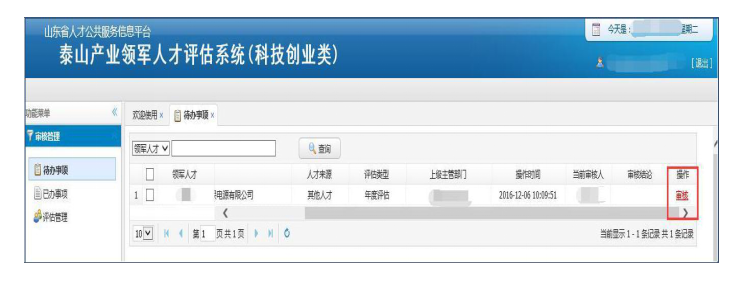 山东省人才公共服务信息平台
泰山产业领军人才评估系统(科技创业类)
今天是: 星期二
[退出]
功能菜单 欢迎使用 × 待办事项 ×
审核管理
领军人才 查询
待办事项
已办事项
评估管理
领军人才 人才来源 评估类型 上级主管部门 操作时间 当前审核人 审核结论 操作
1 电源有限公司 其他人才 年度评估 2016-12-06 10:09:51 审核
10 第 1 页共1页 当前显示 1 - 1 条记录 共 1 条记录